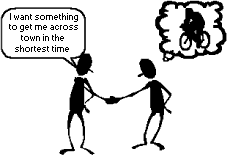 I want something
to get me across
town in the
shortest time